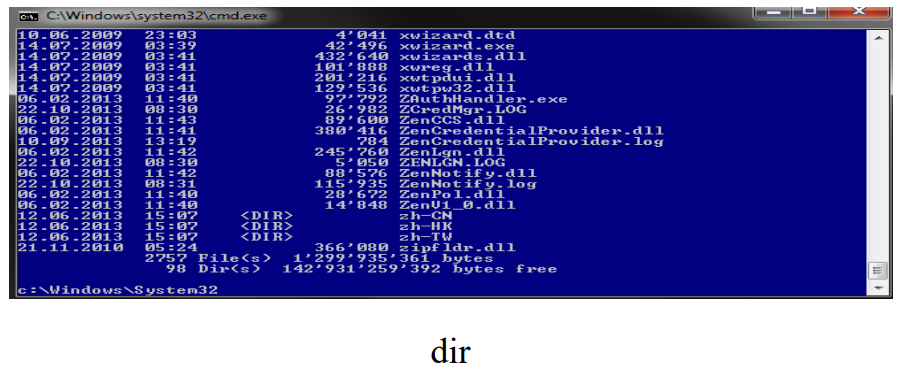 C:\Windows\system32\cmd.exe
10.06.2009 23:03 4'041 xwizard.dtd
14.07.2009 03:39 42'496 xwizard.exe
14.07.2009 03:41 432'640 xwizards.dll
14.07.2009 03:41 101'888 xwreg.dll
14.07.2009 03:41 201'216 xwtpdui.dll
14.07.2009 03:41 129'536 xwtpw32.dll
06.02.2013 11:40 97'792 ZAuthHandler.exe
22.10.2013 08:30 26'982 ZCredMgr.LOG
06.02.2013 11:43 89'600 ZenCCS.dll
06.02.2013 11:41 380'416 ZenCredentialProvider.dll
10.09.2013 13:19 784 ZenCredentialProvider.log
06.02.2013 11:42 245'760 ZenLgn.dll
22.10.2013 08:30 5'050 ZENLGN.LOG
06.02.2013 11:42 88'576 ZenNotify.dll
22.10.2013 08:31 115'935 ZenNotify.log
06.02.2013 11:40 28'672 ZenPol.dll
06.02.2013 11:40 14'848 ZenU1_0.dll
12.06.2013 15:07 <DIR> zh-CN
12.06.2013 15:07 <DIR> zh-HK
12.06.2013 15:07 <DIR> zh-TW
21.11.2010 05:24 366'080 zipfldr.dll
2757 File(s) 1'299'935'361 bytes
98 Dir(s) 142'931'259'392 bytes free
c:\Windows\System32
dir